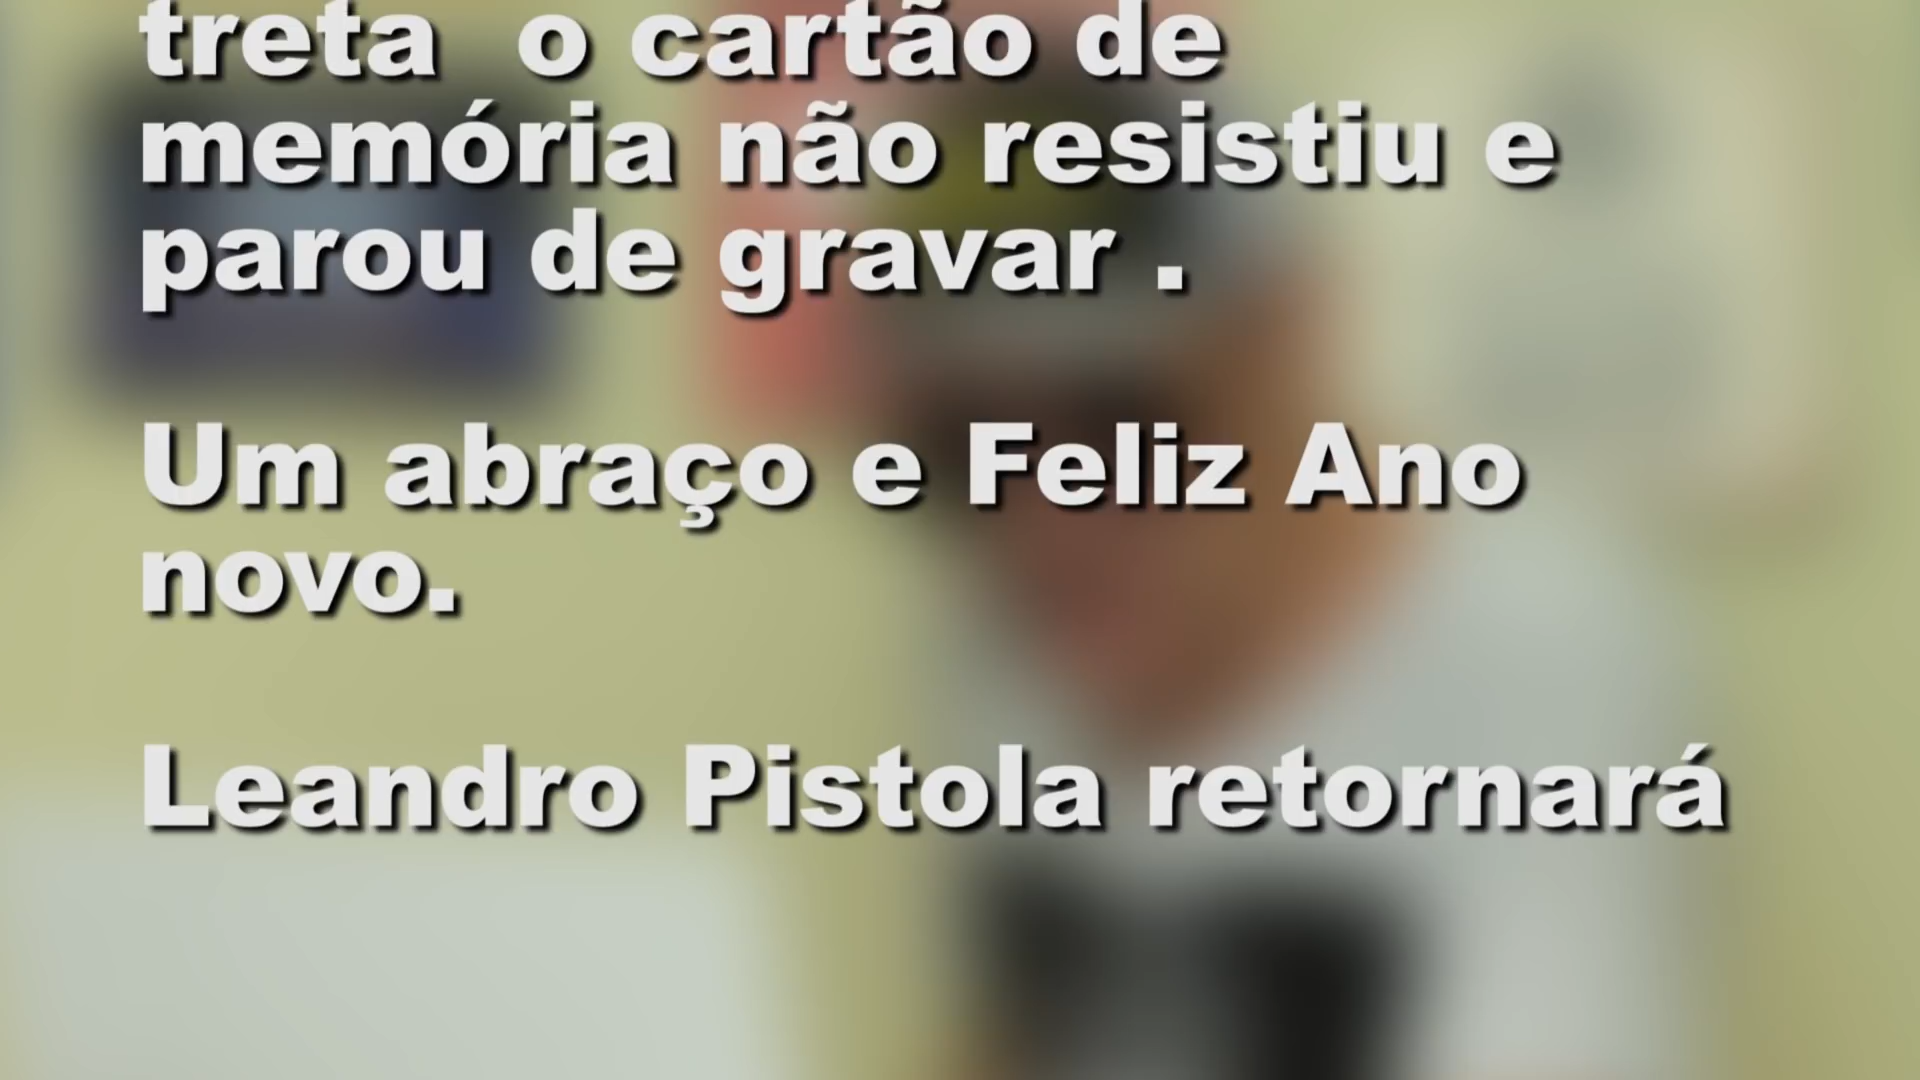 treta o cartão de
memória não resistiu e
parou de gravar .
Um abraço e Feliz Ano
novo.
Leandro Pistola retornará